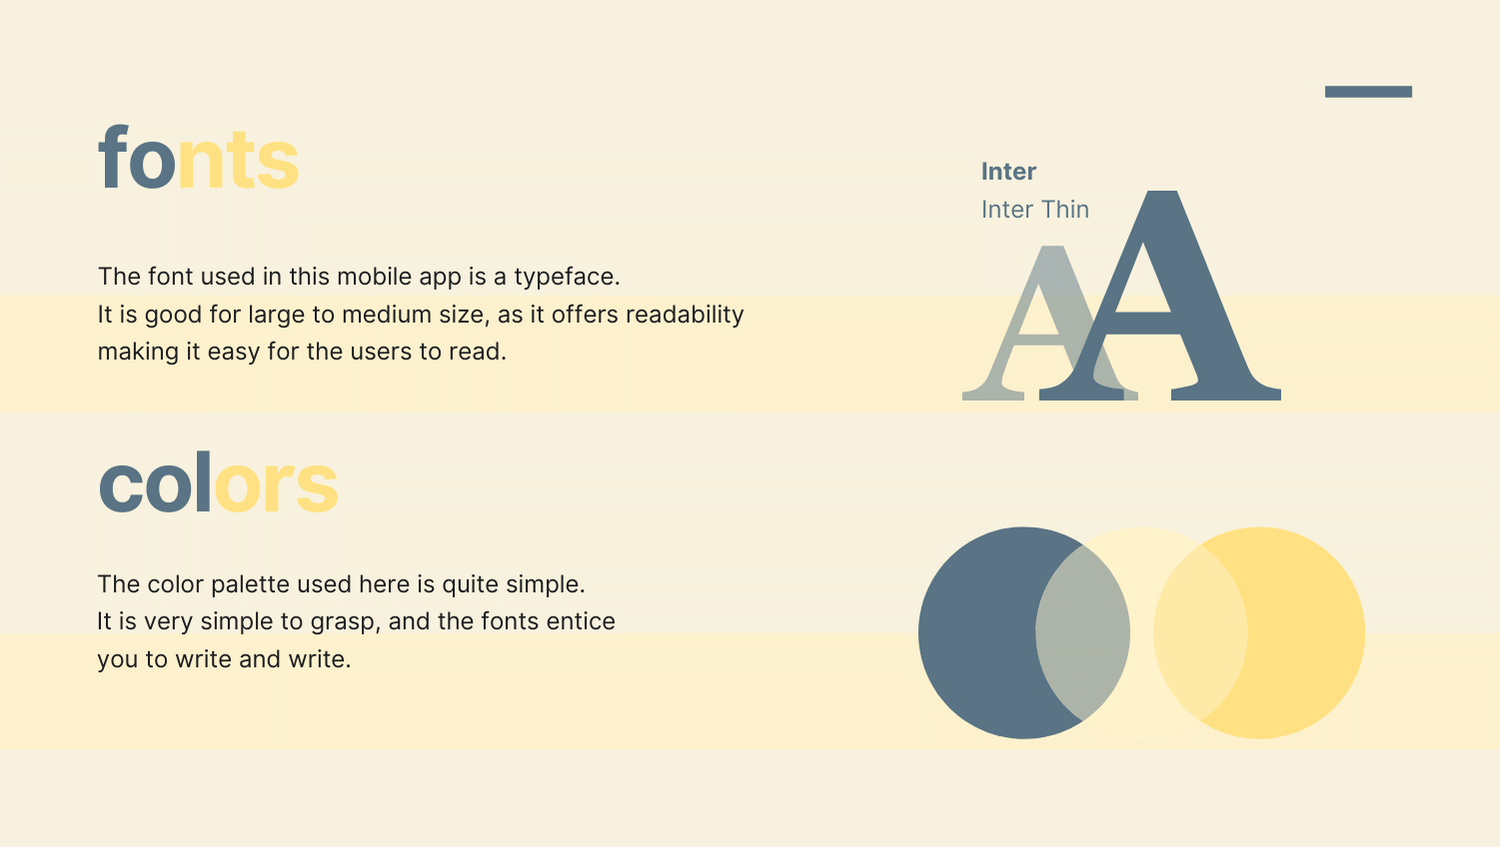 fonts
Inter
Inter Thin
The font used in this mobile app is a typeface.
It is good for large to medium size, as it offers readability
making it easy for the users to read.
AA
colors
The color palette used here is quite simple.
It is very simple to grasp, and the fonts entice
you to write and write.